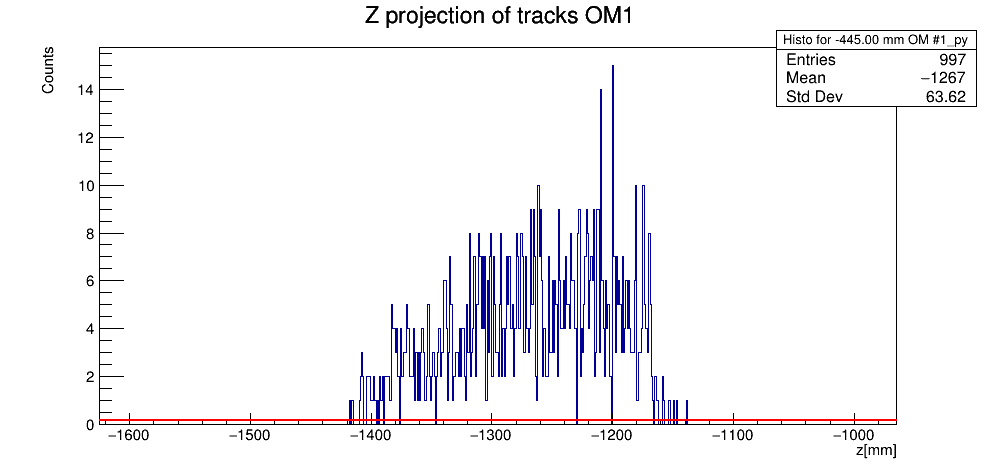 Z projection of tracks OM1
Histo for -445.00 mm OM #1_py
Entries 997
Mean −1267
Std Dev 63.62
Counts
14
12
10
8
6
4
2
0
−1600 −1500 −1400 −1300 −1200 −1100 −1000
z[mm]